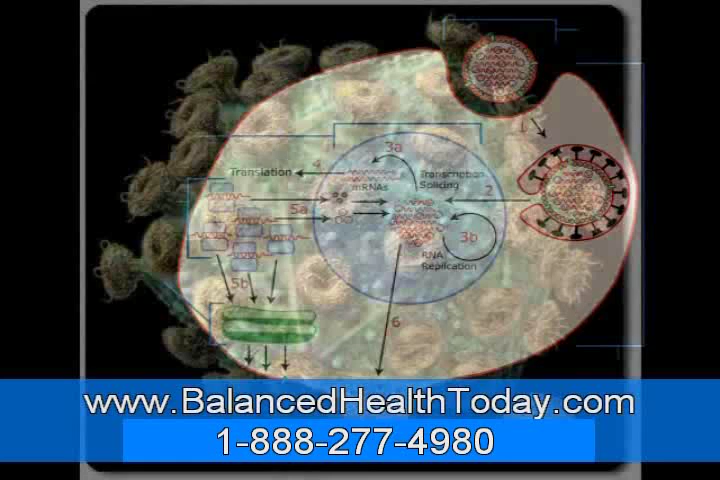 1
3a
Translation
4
Transcription
Splicing
mRNAs
2
5a
3b
RNA
Replication
5b
6
www.BalancedHealthToday.com
1-888-277-4980